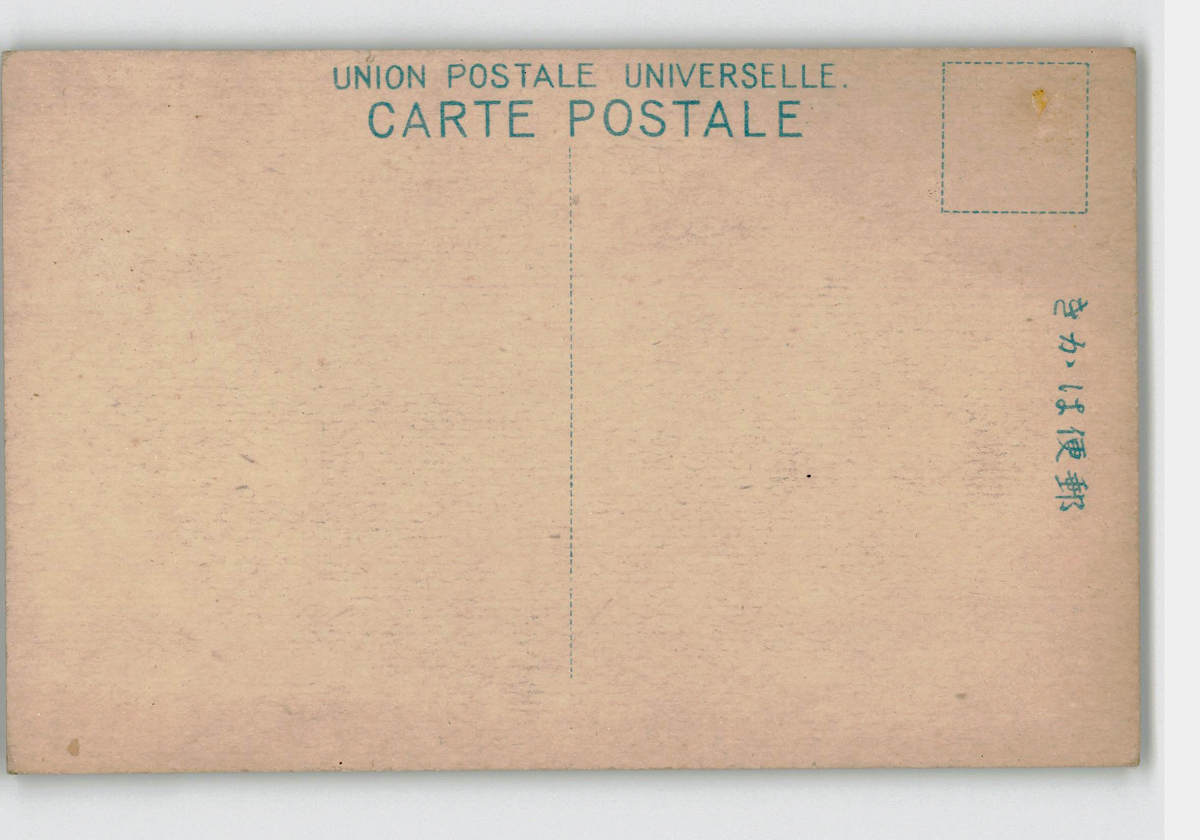 UNION POSTALE UNIVERSELLE.
CARTE POSTALE
郵便はかき